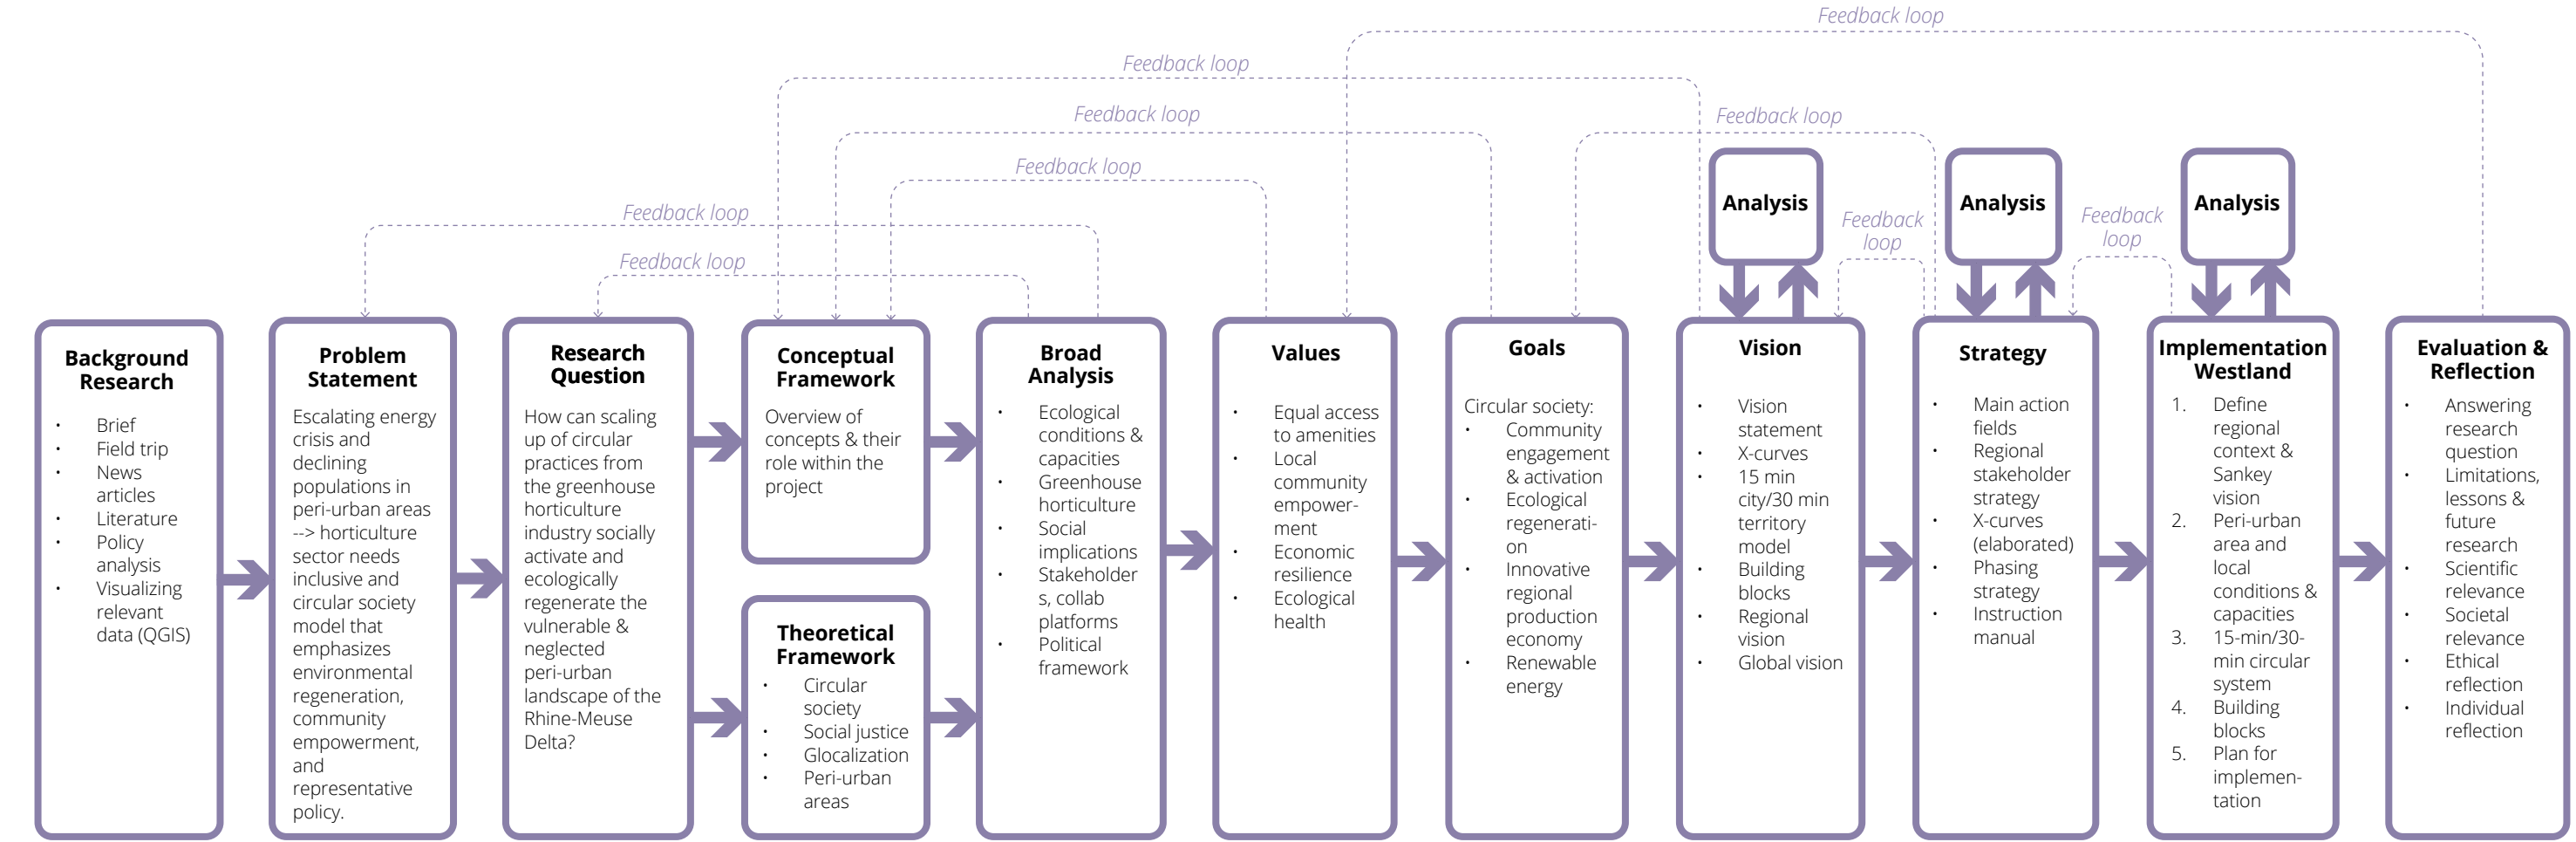 Feedback loop
Feedback loop
Feedback loop
Feedback loop
Feedback loop
Feedback loop
Feedback loop
Feedback
loop
Feedback
loop
Analysis
Analysis
Analysis
Background
Research
• Brief
• Field trip
• News
articles
• Literature
• Policy
analysis
• Visualizing
relevant
data (QGIS)
Problem
Statement
Escalating energy
crisis and
declining
populations in
peri-urban areas
--> horticulture
sector needs
inclusive and
circular society
model that
emphasizes
environmental
regeneration,
community
empowerment,
and
representative
policy.
Research
Question
How can scaling
up of circular
practices from
the greenhouse
horticulture
industry socially
activate and
ecologically
regenerate the
vulnerable &
neglected
peri-urban
landscape of the
Rhine-Meuse
Delta?
Conceptual
Framework
Overview of
concepts & their
role within the
project
Theoretical
Framework
• Circular
society
• Social justice
• Glocalization
• Peri-urban
areas
Broad
Analysis
• Ecological
conditions &
capacities
• Greenhouse
horticulture
• Social
implications
• Stakeholder
s, collab
platforms
• Political
framework
Values
• Equal access
to amenities
• Local
community
empower-
ment
• Economic
resilience
• Ecological
health
Goals
Circular society:
• Community
engagement
& activation
• Ecological
regenerati-
on
• Innovative
regional
production
economy
• Renewable
energy
Vision
• Vision
statement
• X-curves
• 15 min
city/30 min
territory
model
• Building
blocks
• Regional
vision
• Global vision
Strategy
• Main action
fields
• Regional
stakeholder
strategy
• X-curves
(elaborated)
• Phasing
strategy
• Instruction
manual
Implementation
Westland
1. Define
regional
context &
Sankey
vision
2. Peri-urban
area and
local
conditions &
capacities
3. 15-min/30-
min circular
system
4. Building
blocks
5. Plan for
implemen-
tation
Evaluation &
Reflection
• Answering
research
question
• Limitations,
lessons &
future
research
• Scientific
relevance
• Societal
relevance
• Ethical
reflection
• Individual
reflection